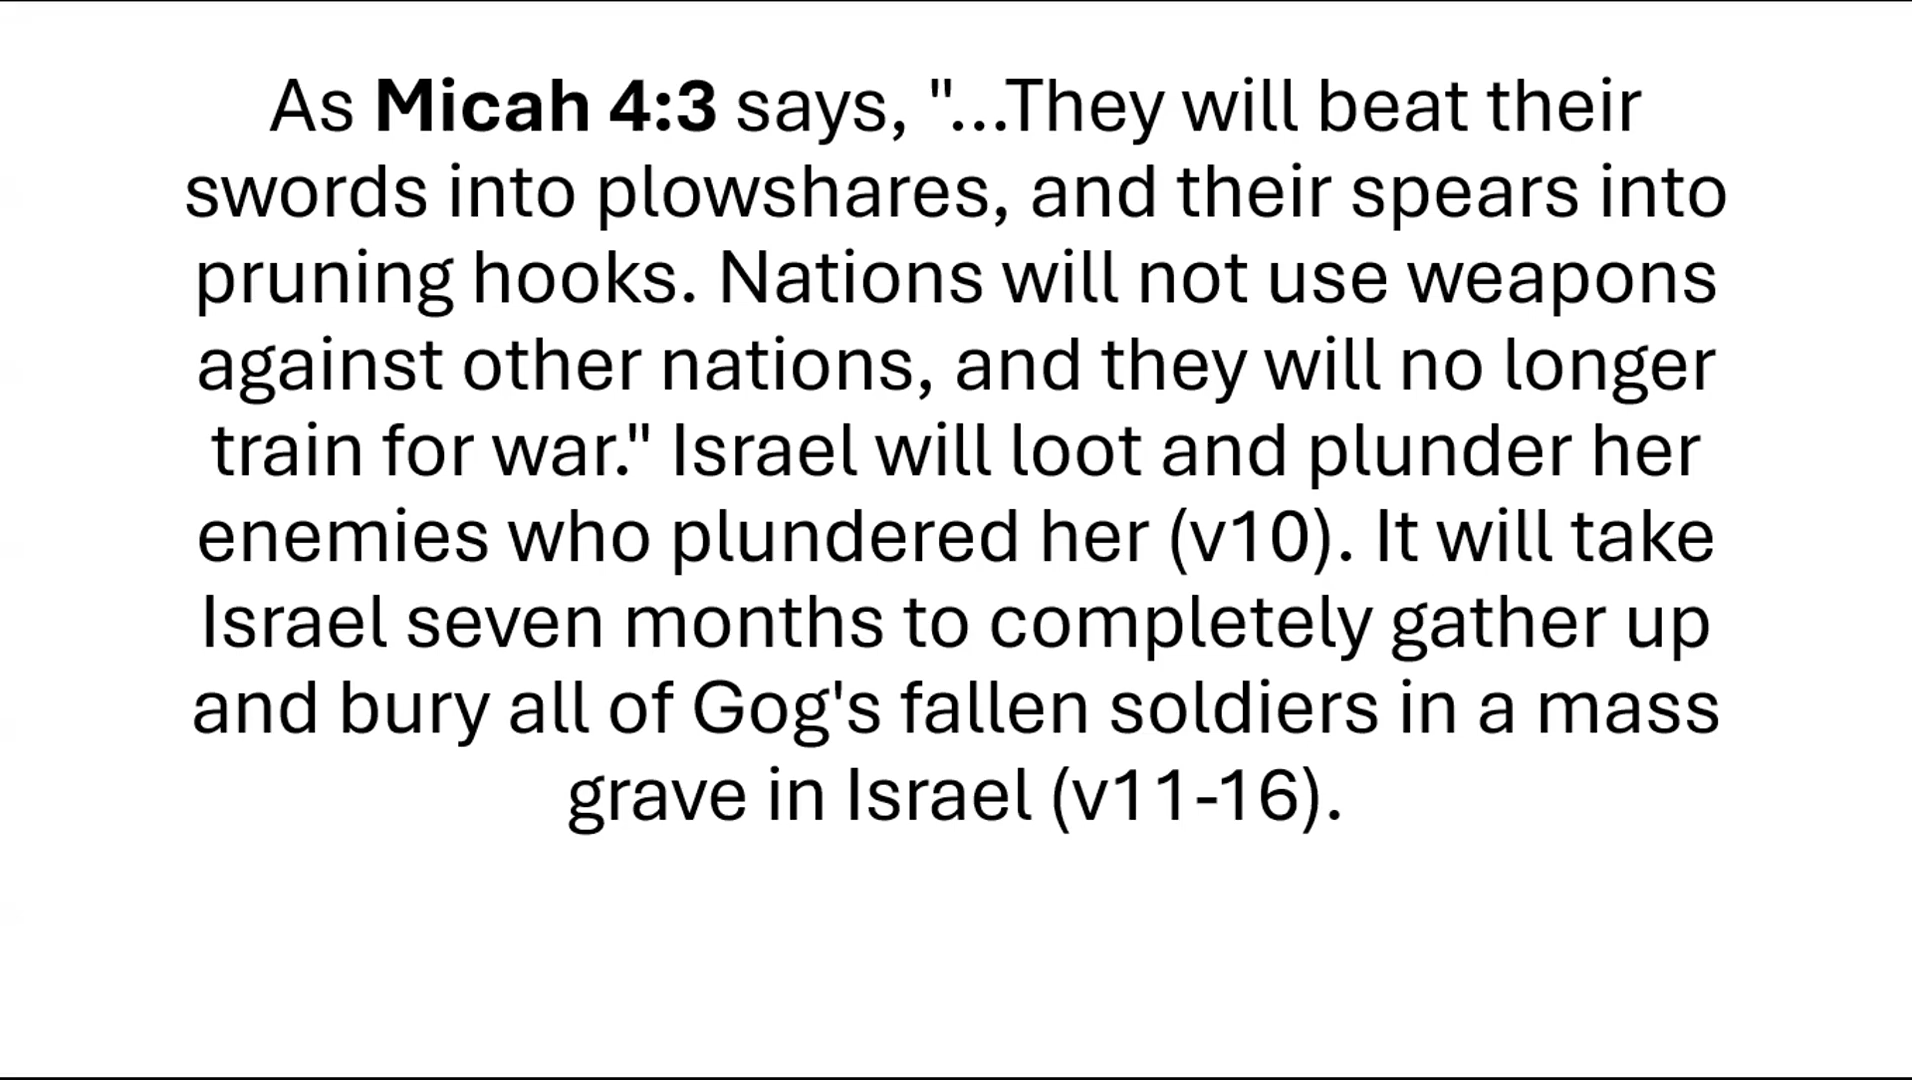 As Micah 4:3 says, "...They will beat their
swords into plowshares, and their spears into
pruning hooks. Nations will not use weapons
against other nations, and they will no longer
train for war." Israel will loot and plunder her
enemies who plundered her (v10). It will take
Israel seven months to completely gather up
and bury all of Gog's fallen soldiers in a mass
grave in Israel (v11-16).